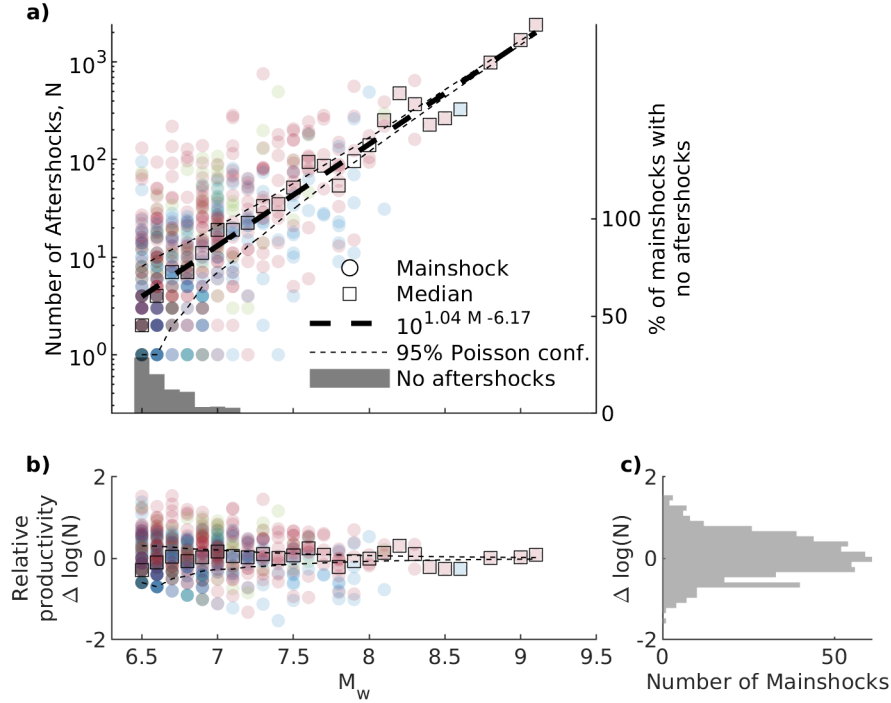 a)
Number of Aftershocks, N
10^3
10^2
10^1
10^0
Mainshock
Median
10^{1.04 M -6.17}
95% Poisson conf.
No aftershocks
100
50
0
% of mainshocks with
no aftershocks
b)
Relative
productivity
Δ log(N)
2
0
-2
6.5 7 7.5 8 8.5 9 9.5
M_w
c)
Δ log(N)
2
0
-2
0 50
Number of Mainshocks